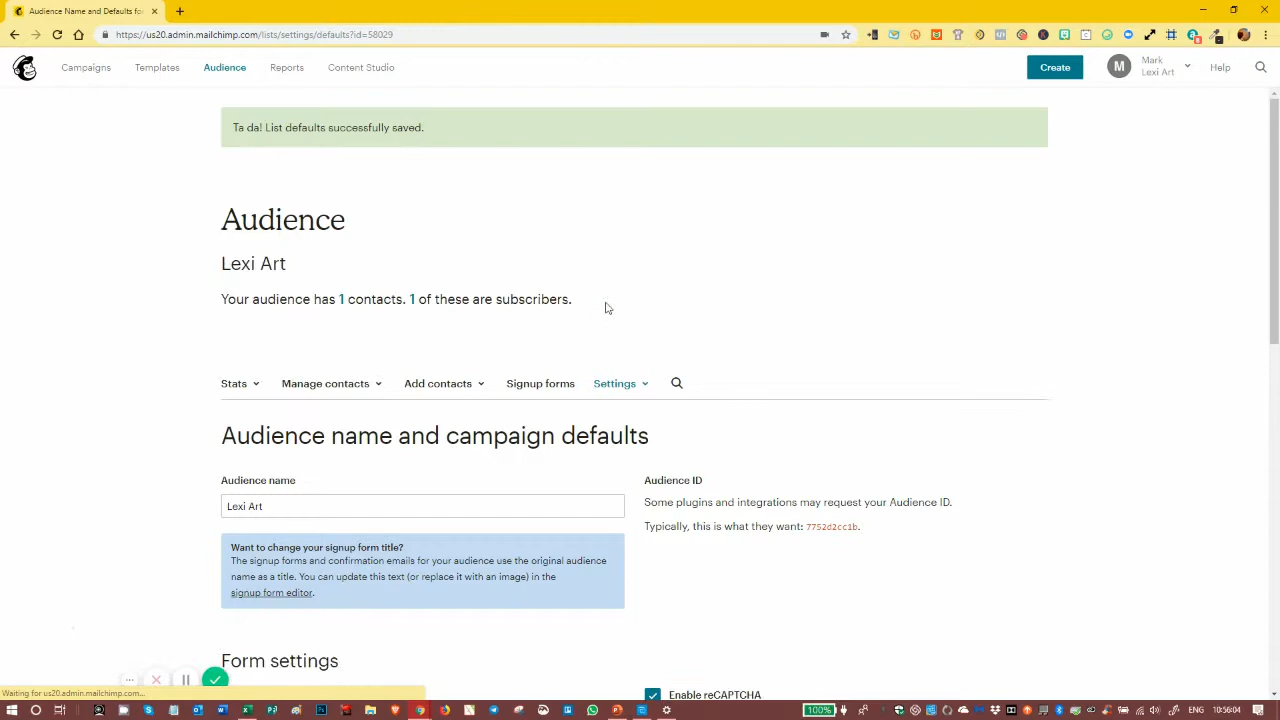 Audience Name and Defaults fo
https://us20.admin.mailchimp.com/lists/settings/defaults?id=58029
Campaigns
Templates
Audience
Reports
Content Studio
Create
M
Mark
Lexi Art
Help
Ta da! List defaults successfully saved.
Audience
Lexi Art
Your audience has 1 contacts. 1 of these are subscribers.
Stats
Manage contacts
Add contacts
Signup forms
Settings
Audience name and campaign defaults
Audience name
Lexi Art
Want to change your signup form title?
The signup forms and confirmation emails for your audience use the original audience
name as a title. You can update this text (or replace it with an image) in the
signup form editor.
Audience ID
Some plugins and integrations may request your Audience ID.
Typically, this is what they want: 7752d2cc1b.
Form settings
Enable reCAPTCHA
Waiting for us20.admin.mailchimp.com...
100%
ENG
10:56:04